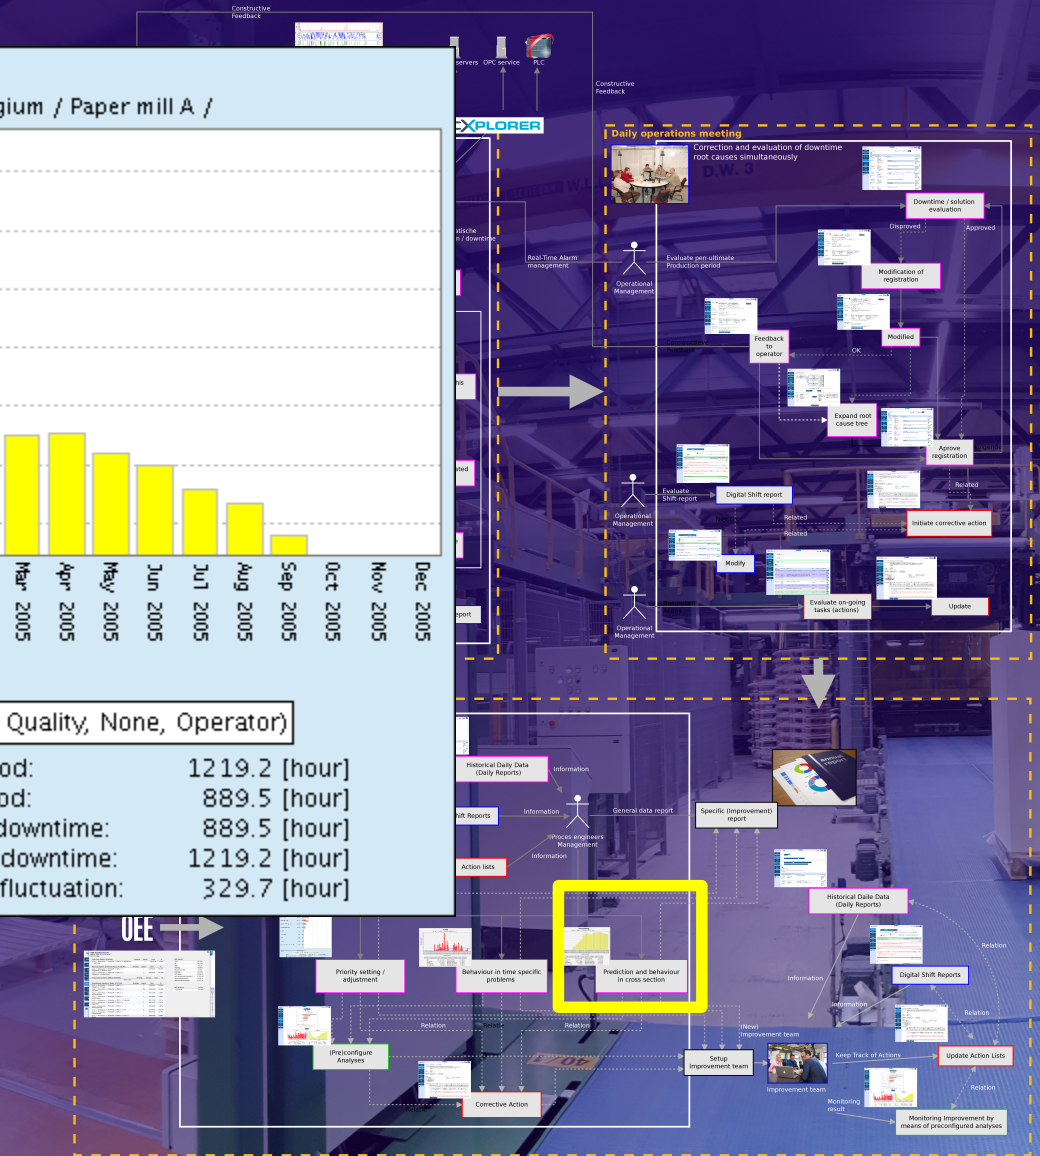 Constructive
Feedback
servers
OPC service
PLC
Constructive
Feedback
EXPLORER
gium / Paper mill A /
Mar 2005
Apr 2005
May 2005
Jun 2005
Jul 2005
Aug 2005
Sep 2005
Oct 2005
Nov 2005
Dec 2005
Quality, None, Operator)
od: 1219.2 [hour]
od: 889.5 [hour]
downtime: 889.5 [hour]
downtime: 1219.2 [hour]
fluctuation: 329.7 [hour]
atische
n / downtime
Real-Time Alarm
management
his
ated
eport
Daily operations meeting
Correction and evaluation of downtime
root causes simultaneously
D.W. 3
Downtime / solution
evaluation
Disproved
Approved
Operational
Management
Evaluate pen-ultimate
Production period
Modification of
registration
Modified
OK
Constructieve
Feedback
Feedback
to
operator
Expand root
cause tree
Aprove
registration
Related
Operational
Management
Evaluate
Shift-report
Digital Shift report
Related
Related
Initiate corrective action
Modify
Operational
Management
Evaluate on-going
tasks (actions)
Update
Historical Daily Data
(Daily Reports)
Information
hift Reports
Information
Proces engineers
Management
General data report
Specific (Improvement)
report
Information
Action lists
OEE
Priority setting /
adjustment
Behaviour in time specific
problems
Prediction and behaviour
in cross section
Relation
Relation
Relation
(Pre)configure
Analyses
Corrective Action
Historical Daile Data
(Daily Reports)
Relation
Digital Shift Reports
Information
Information
Relation
(New)
Improvement team
Setup
Improvement team
Improvement team
Keep Track of Actions
Update Action Lists
Relation
Monitoring
result
Monitoring Improvement by
means of preconfigured analyses